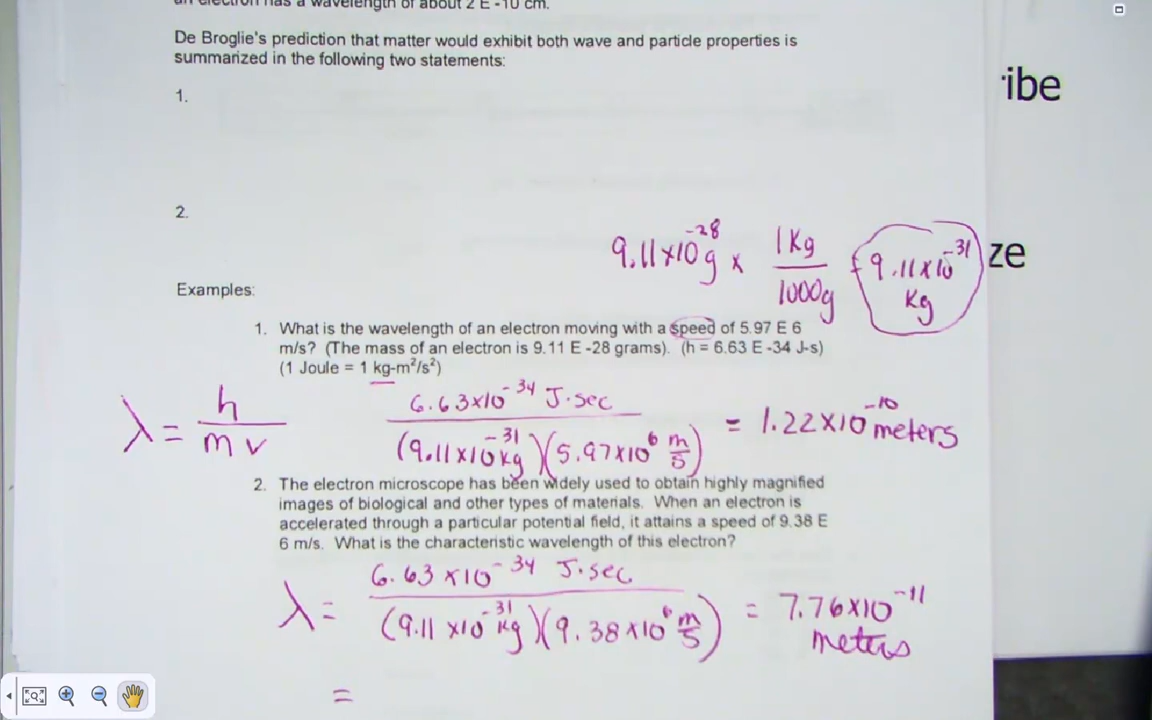 an electron has a wavelength of about 2 E -10 cm.
De Broglie's prediction that matter would exhibit both wave and particle properties is
summarized in the following two statements:
ibe
1.
2.
9.11x10^-28 g x 1Kg/1000g = 9.11x10^-31 Kg
ze
Examples:
1. What is the wavelength of an electron moving with a speed of 5.97 E 6
m/s? (The mass of an electron is 9.11 E -28 grams). (h = 6.63 E -34 J-s)
(1 Joule = 1 kg-m²/s²)
λ = h/mv
6.63x10^-34 J·sec / (9.11x10^-31 kg)(5.97x10^6 m/s) = 1.22x10^-10 meters
2. The electron microscope has been widely used to obtain highly magnified
images of biological and other types of materials. When an electron is
accelerated through a particular potential field, it attains a speed of 9.38 E
6 m/s. What is the characteristic wavelength of this electron?
λ = 6.63x10^-34 J·sec / (9.11x10^-31 kg)(9.38x10^6 m/s) = 7.76x10^-11 meters
=